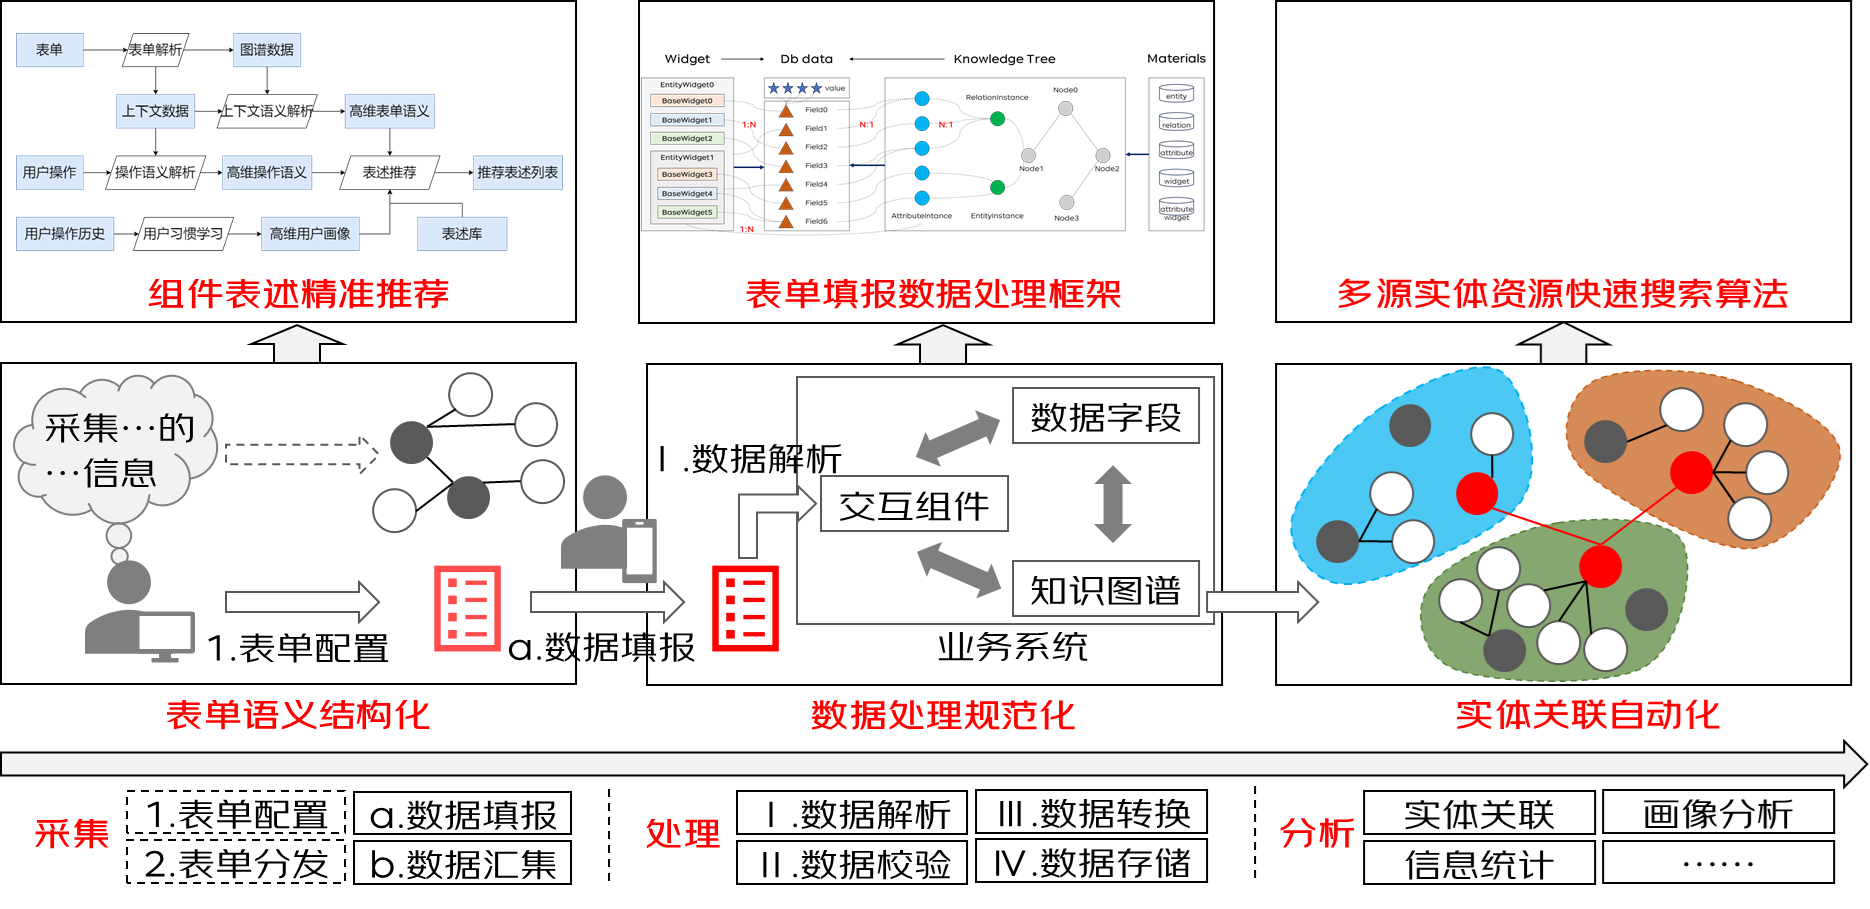 表单
表单解析
图谱数据
上下文数据
上下文语义解析
高维表单语义
用户操作
操作语义解析
高维操作语义
表述推荐
推荐表述列表
用户操作历史
用户习惯学习
高维用户画像
表述库
组件表述精准推荐
Widget
Db data
Knowledge Tree
Materials
EntityWidget0
BaseWidget0
BaseWidget1
BaseWidget2
EntityWidget1
BaseWidget3
BaseWidget4
BaseWidget5
1:N
1:N
value
Field0
Field1
Field2
Field3
Field4
Field5
Field6
N:1
N:1
AttributeIntance
RelationInstance
EntityInstance
Node0
Node1
Node2
Node3
entity
relation
attribute
widget
attribute
widget
表单填报数据处理框架
多源实体资源快速搜索算法
采集…的
…信息
1.表单配置
a.数据填报
表单语义结构化
Ⅰ.数据解析
数据字段
交互组件
知识图谱
业务系统
数据处理规范化
实体关联自动化
采集
1.表单配置
a.数据填报
2.表单分发
b.数据汇集
处理
Ⅰ.数据解析
Ⅲ.数据转换
Ⅱ.数据校验
Ⅳ.数据存储
分析
实体关联
画像分析
信息统计
……